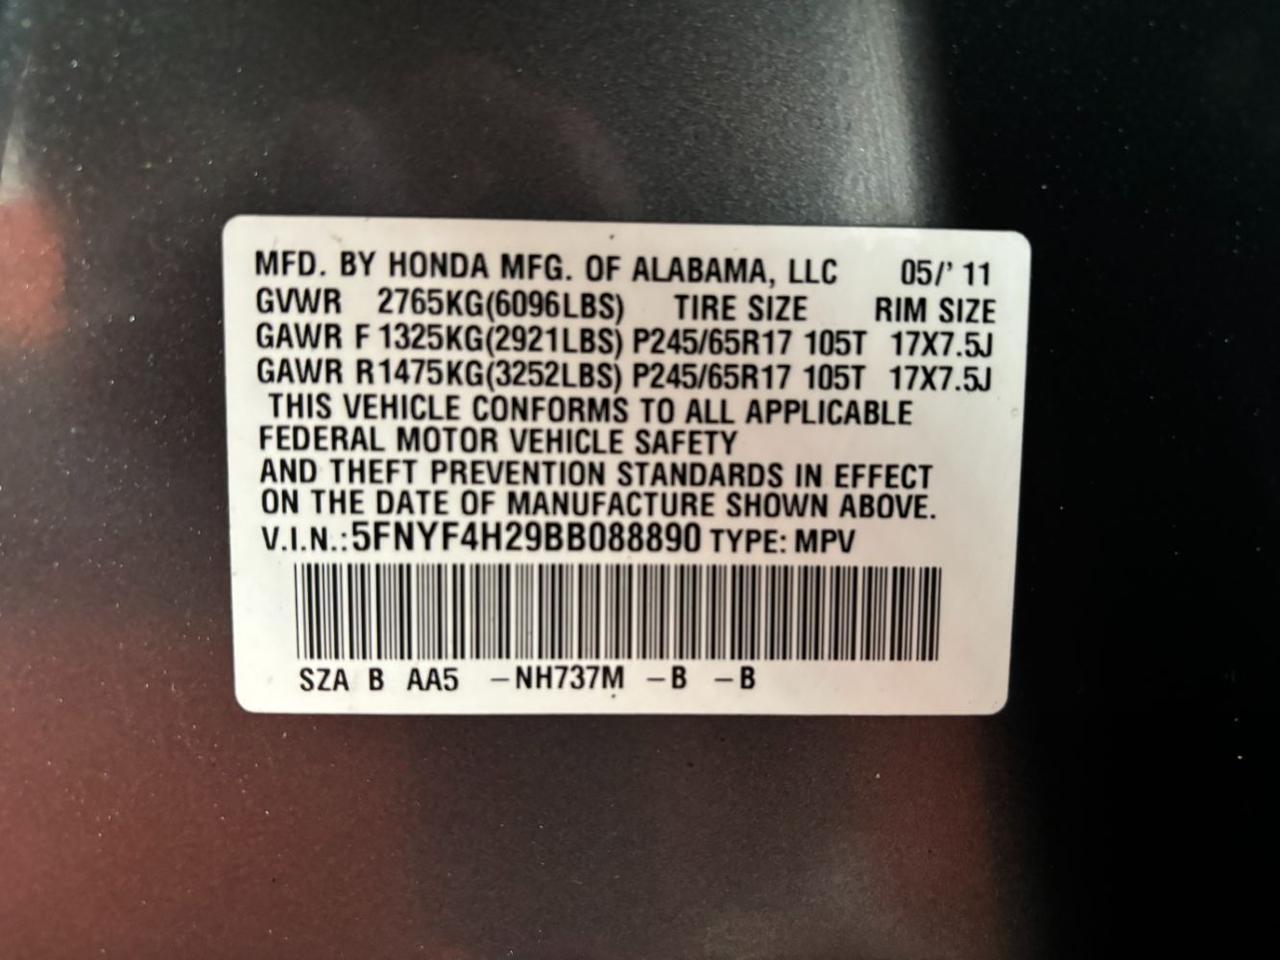 MFD. BY HONDA MFG. OF ALABAMA, LLC 05/' 11
GVWR 2765KG(6096LBS) TIRE SIZE RIM SIZE
GAWR F 1325KG(2921LBS) P245/65R17 105T 17X7.5J
GAWR R1475KG(3252LBS) P245/65R17 105T 17X7.5J
THIS VEHICLE CONFORMS TO ALL APPLICABLE
FEDERAL MOTOR VEHICLE SAFETY
AND THEFT PREVENTION STANDARDS IN EFFECT
ON THE DATE OF MANUFACTURE SHOWN ABOVE.
V.I.N.:5FNYF4H29BB088890 TYPE: MPV
SZA B AA5 –NH737M –B –B